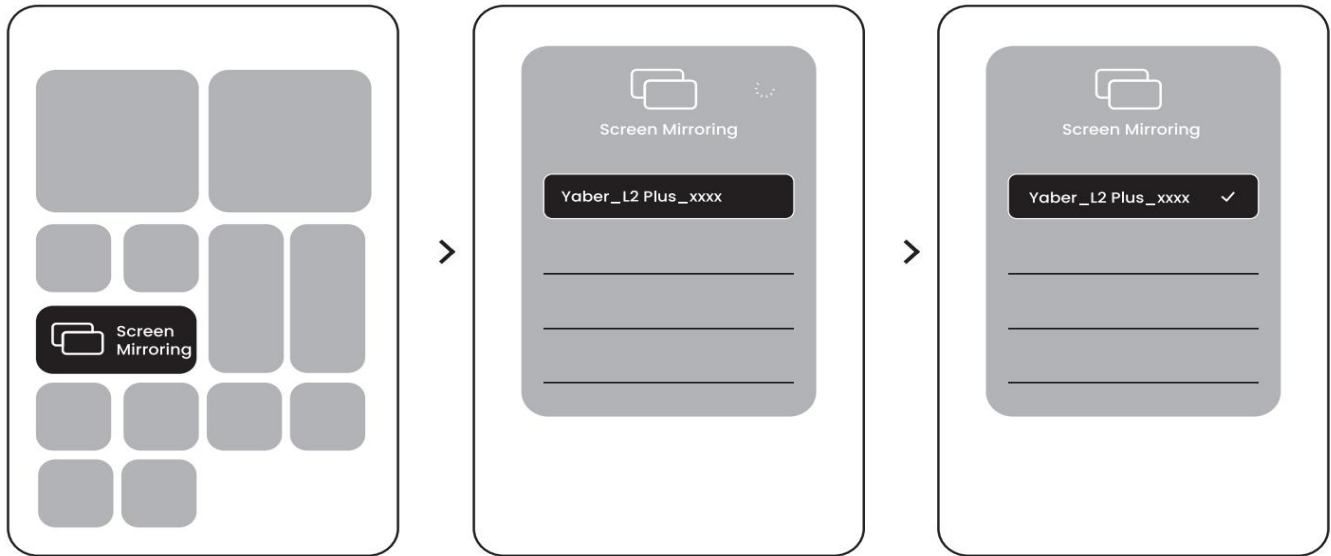 Screen
Mirroring
Screen Mirroring
Yaber_L2 Plus_xxxx
Screen Mirroring
Yaber_L2 Plus_xxxx